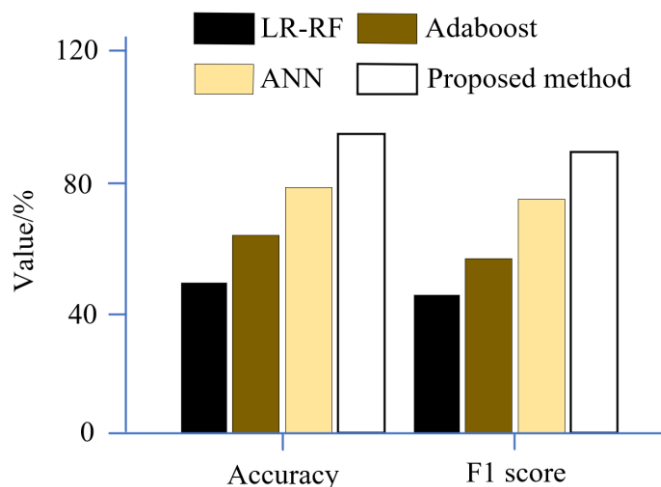 LR-RF
Adaboost
ANN
Proposed method
Value/%
120
80
40
0
Accuracy
F1 score